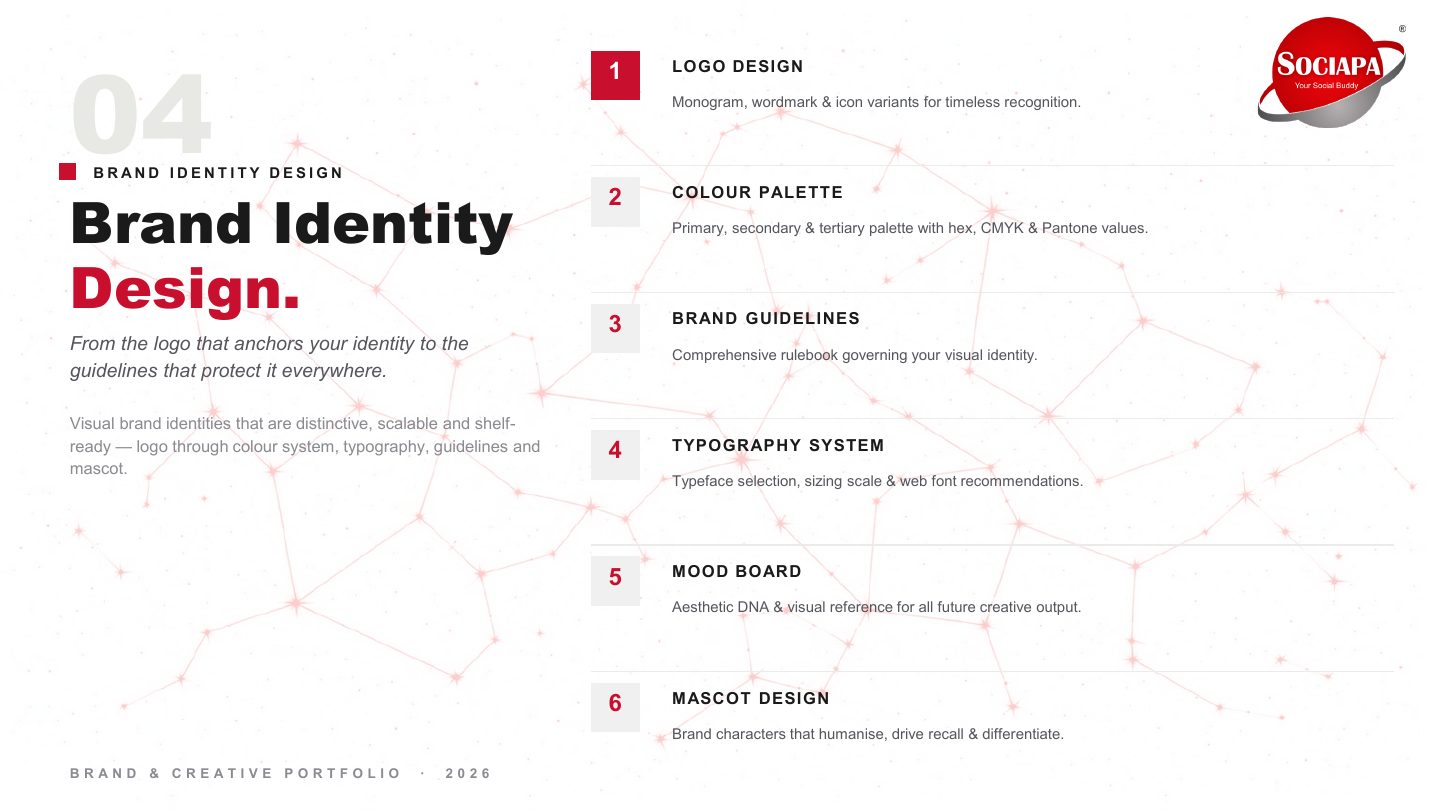 04
BRAND IDENTITY DESIGN
Brand Identity
Design.
From the logo that anchors your identity to the
guidelines that protect it everywhere.
Visual brand identities that are distinctive, scalable and shelf-
ready — logo through colour system, typography, guidelines and
mascot.
BRAND & CREATIVE PORTFOLIO · 2026
1
LOGO DESIGN
Monogram, wordmark & icon variants for timeless recognition.
2
COLOUR PALETTE
Primary, secondary & tertiary palette with hex, CMYK & Pantone values.
3
BRAND GUIDELINES
Comprehensive rulebook governing your visual identity.
4
TYPOGRAPHY SYSTEM
Typeface selection, sizing scale & web font recommendations.
5
MOOD BOARD
Aesthetic DNA & visual reference for all future creative output.
6
MASCOT DESIGN
Brand characters that humanise, drive recall & differentiate.
SOCIAPA ®
Your Social Buddy